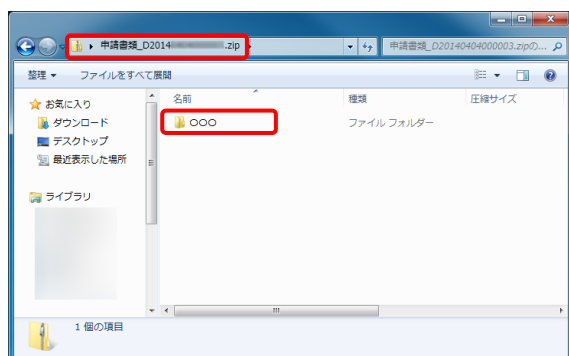 申請書類_D2014 .zip
申請書類_D20140404000003.zipの...
整理 ファイルをすべて展開
お気に入り
ダウンロード
デスクトップ
最近表示した場所
ライブラリ
名前 種類 圧縮サイズ
○○○ ファイル フォルダー
1 個の項目